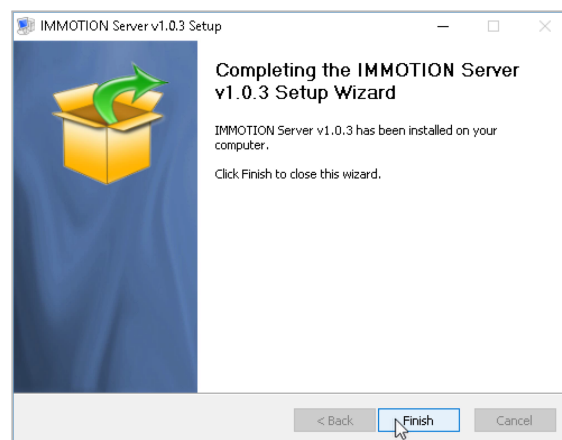 IMMOTION Server v1.0.3 Setup
Completing the IMMOTION Server
v1.0.3 Setup Wizard
IMMOTION Server v1.0.3 has been installed on your
computer.
Click Finish to close this wizard.
< Back
Finish
Cancel